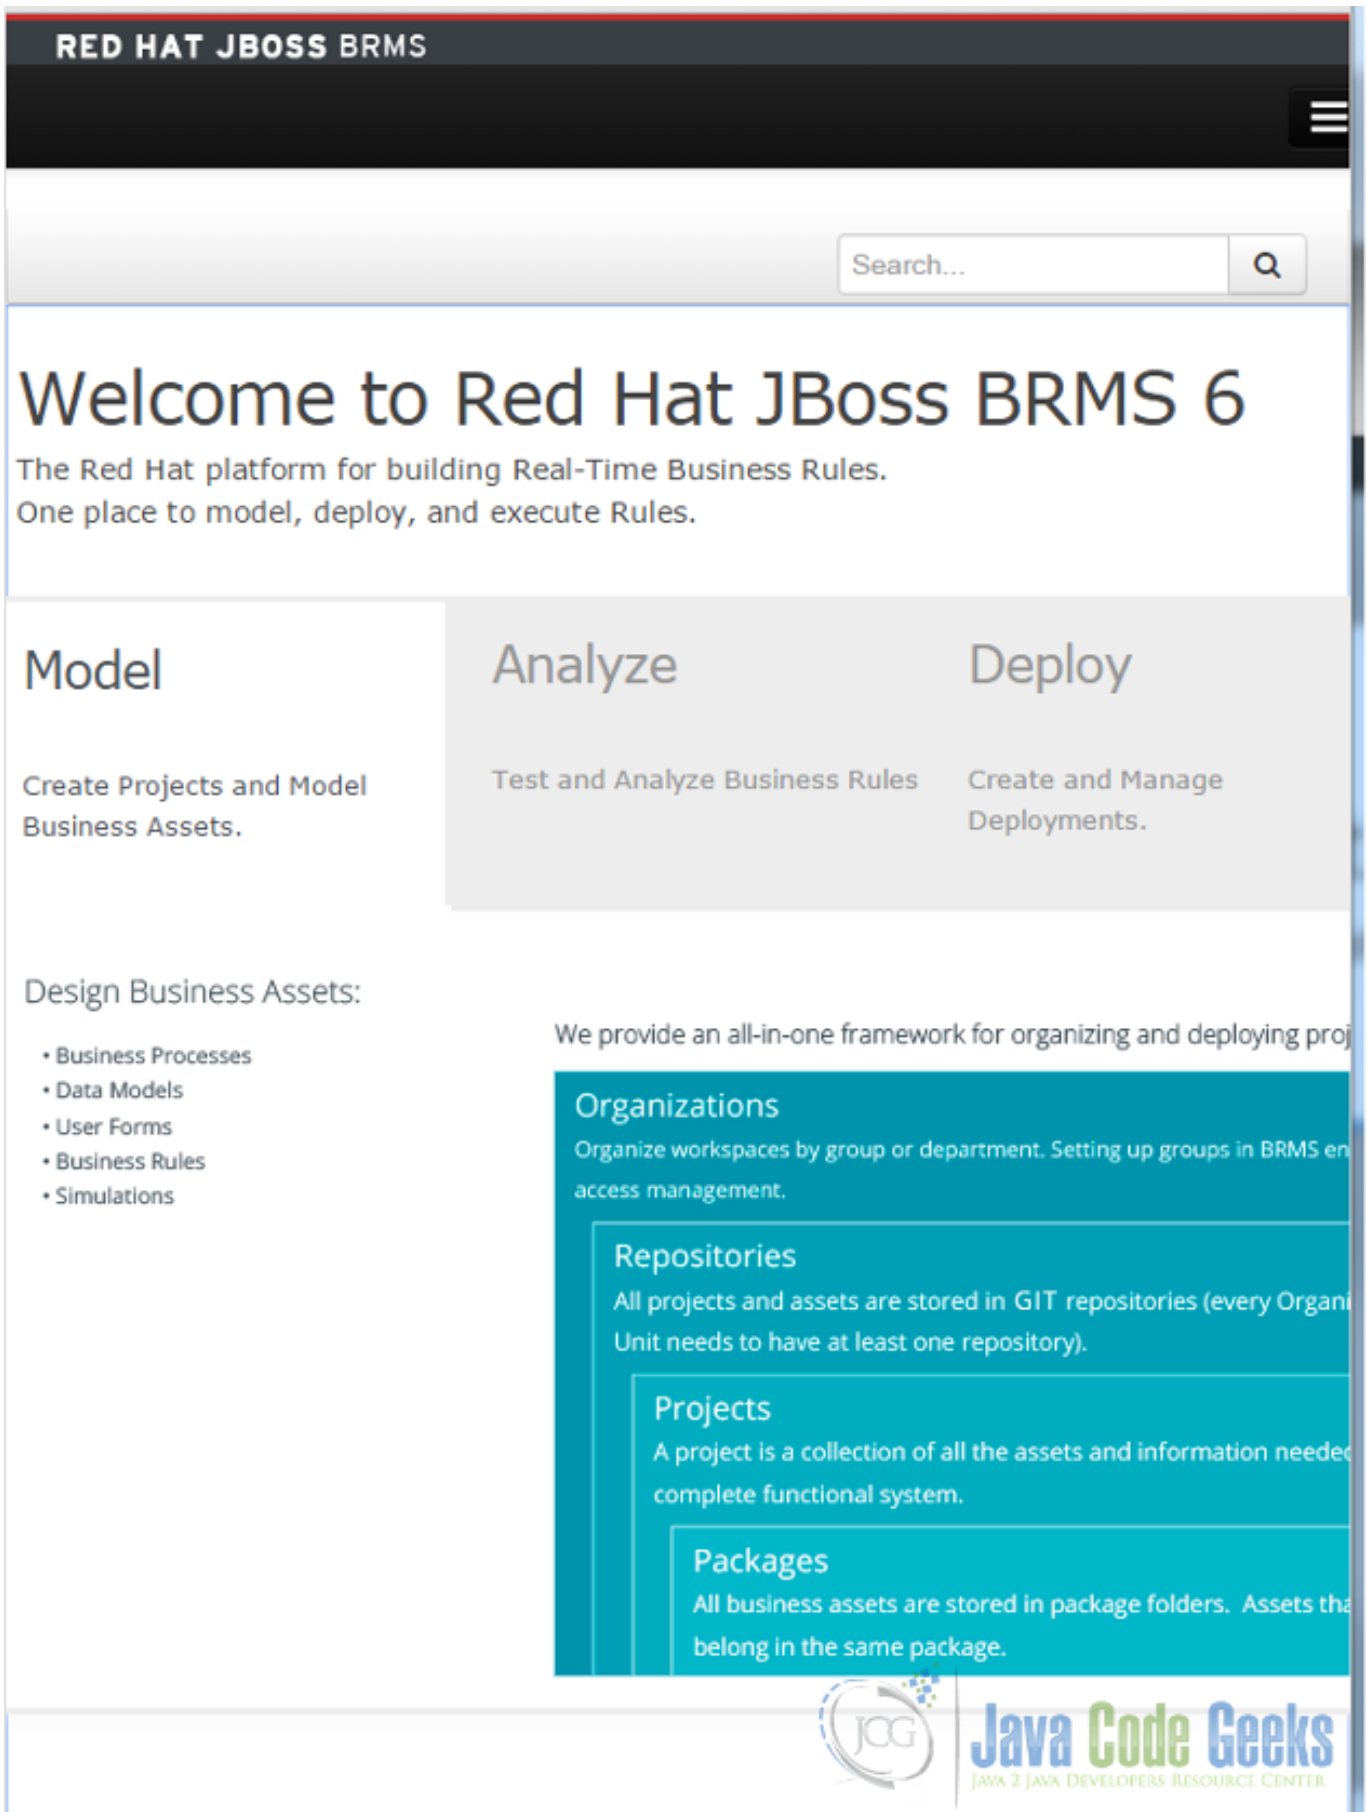 RED HAT JBOSS BRMS
Search...
Welcome to Red Hat JBoss BRMS 6
The Red Hat platform for building Real-Time Business Rules.
One place to model, deploy, and execute Rules.
Model
Create Projects and Model
Business Assets.
Analyze
Test and Analyze Business Rules
Deploy
Create and Manage
Deployments.
Design Business Assets:
• Business Processes
• Data Models
• User Forms
• Business Rules
• Simulations
We provide an all-in-one framework for organizing and deploying proj
Organizations
Organize workspaces by group or department. Setting up groups in BRMS en
access management.
Repositories
All projects and assets are stored in GIT repositories (every Organi
Unit needs to have at least one repository).
Projects
A project is a collection of all the assets and information needed
complete functional system.
Packages
All business assets are stored in package folders. Assets tha
belong in the same package.
JCG
Java Code Geeks
JAVA 2 JAVA DEVELOPERS RESOURCE CENTER